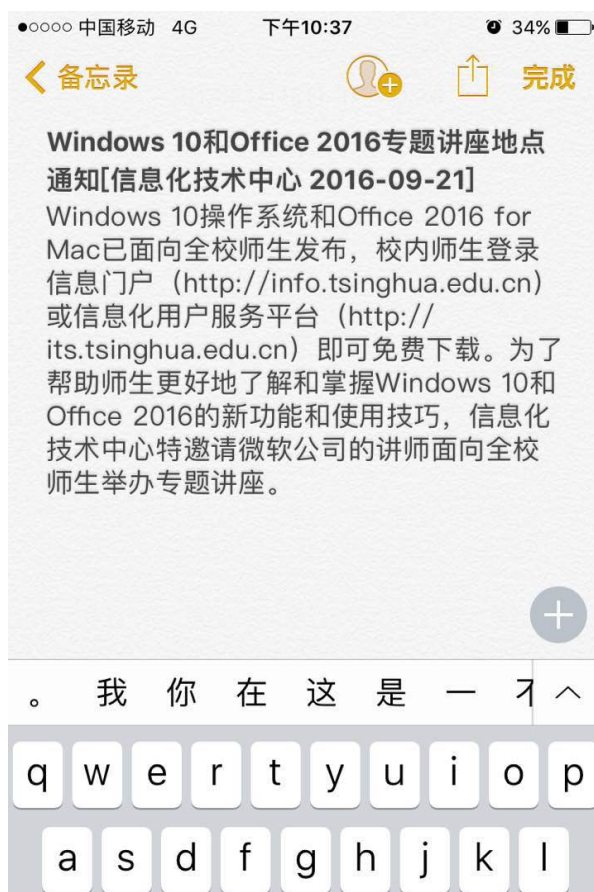 ●○○○○ 中国移动 4G 下午10:37 34%
备忘录 完成
Windows 10和Office 2016专题讲座地点
通知[信息化技术中心 2016-09-21]
Windows 10操作系统和Office 2016 for
Mac已面向全校师生发布，校内师生登录
信息门户（http://info.tsinghua.edu.cn）
或信息化用户服务平台（http://
its.tsinghua.edu.cn）即可免费下载。为了
帮助师生更好地了解和掌握Windows 10和
Office 2016的新功能和使用技巧，信息化
技术中心特邀请微软公司的讲师面向全校
师生举办专题讲座。
。 我 你 在 这 是 一 不
q w e r t y u i o p
a s d f g h j k l